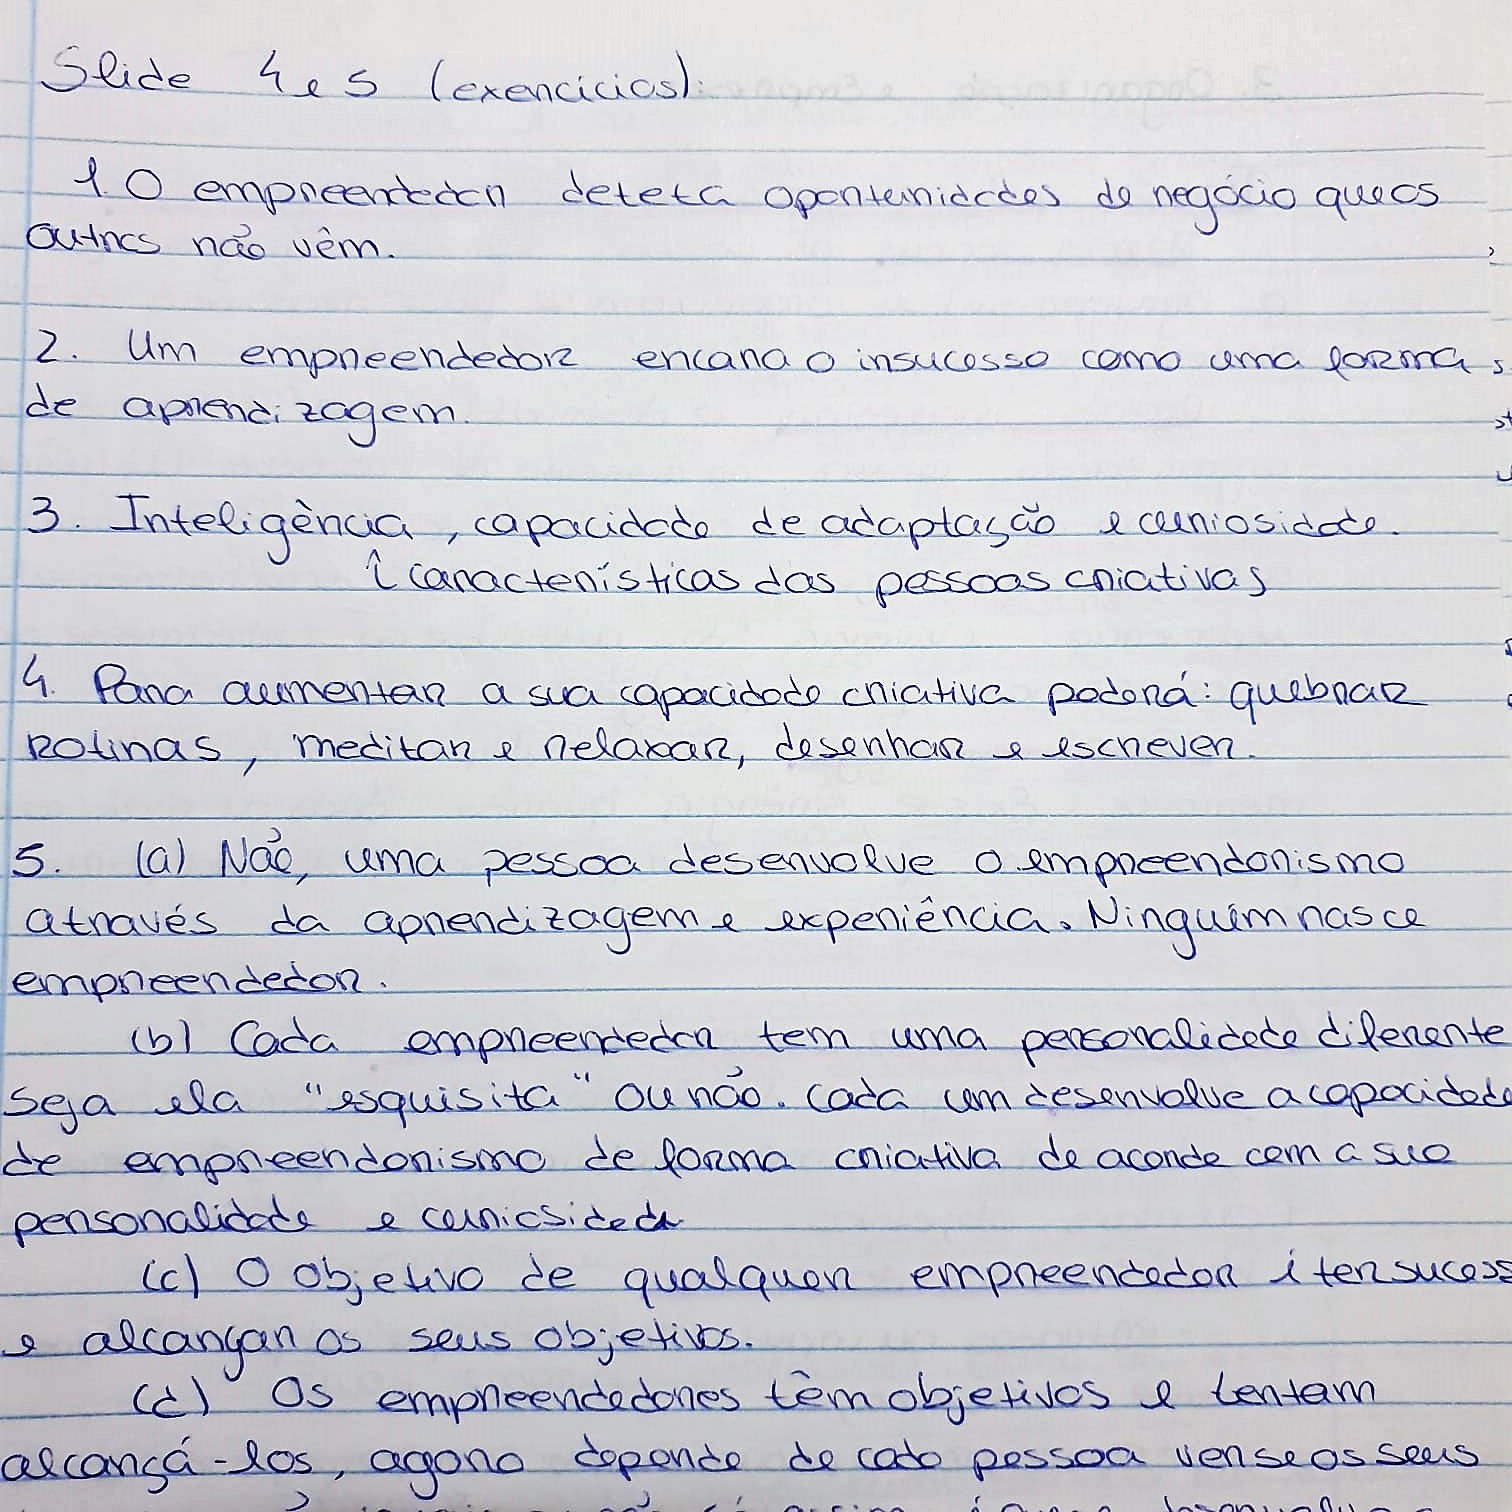 Slide 4 e 5 (exercícios):
1. O empreendedor deteta oportunidades de negócio que os
outros não vêm.
2. Um empreendedor encara o insucesso como uma forma
de aprendizagem.
3. Inteligência, capacidade de adaptação e curiosidade.
↑ características das pessoas criativas
4. Para aumentar a sua capacidade criativa poderá: quebrar
rotinas, meditar e relaxar, desenhar e escrever.
5. (a) Não, uma pessoa desenvolve o empreendorismo
através da aprendizagem e experiência. Ninguém nasce
empreendedor.
(b) Cada empreendedor tem uma personalidade diferente
seja ela "esquisita" ou não. Cada um desenvolve a capacidade
de empreendorismo de forma criativa de acordo com a sua
personalidade e curiosidade
(c) O objetivo de qualquer empreendedor é ter sucess
e alcançar os seus objetivos.
(d) Os empreendedores têm objetivos e tentam
alcançá-los, agora depende de cada pessoa ver se os seus